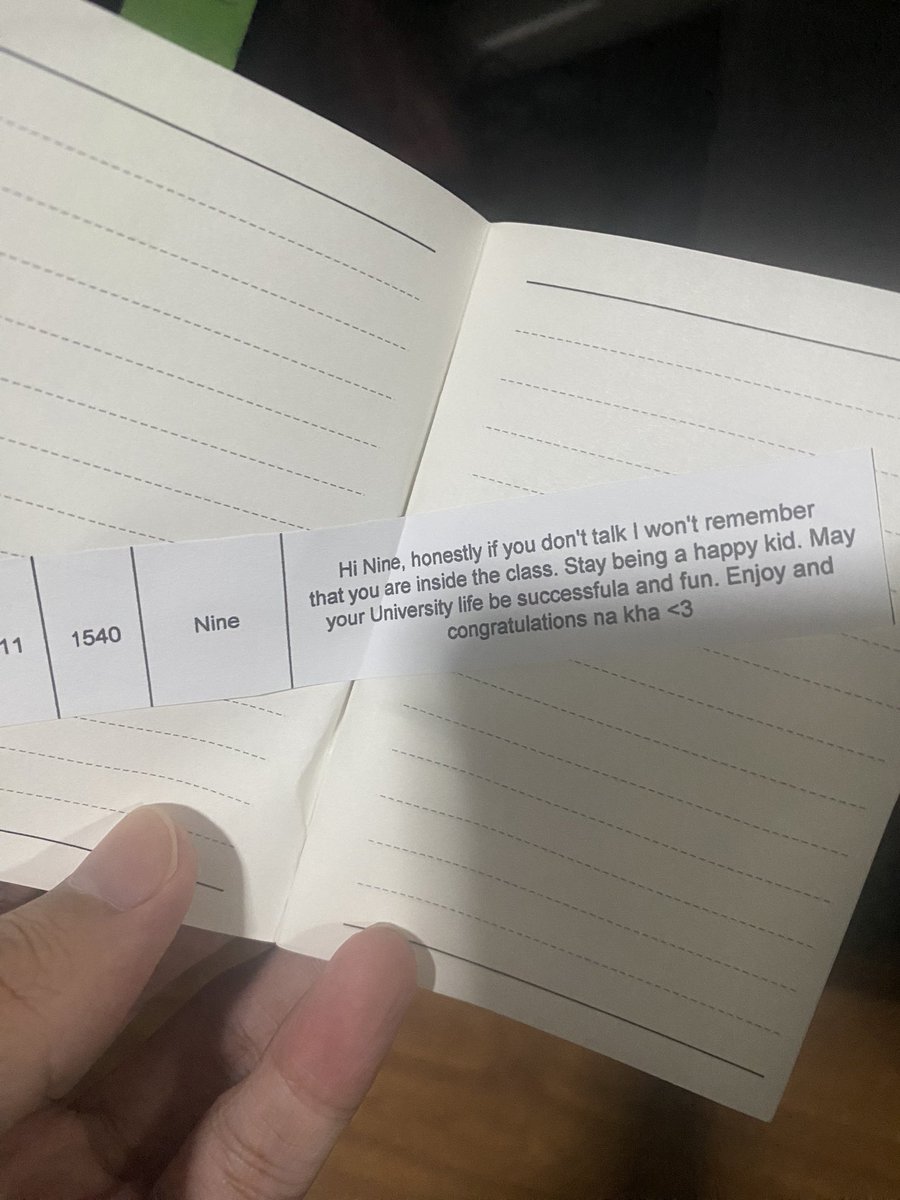 11
1540
Nine
Hi Nine, honestly if you don't talk I won't remember
that you are inside the class. Stay being a happy kid. May
your University life be successfula and fun. Enjoy and
congratulations na kha <3